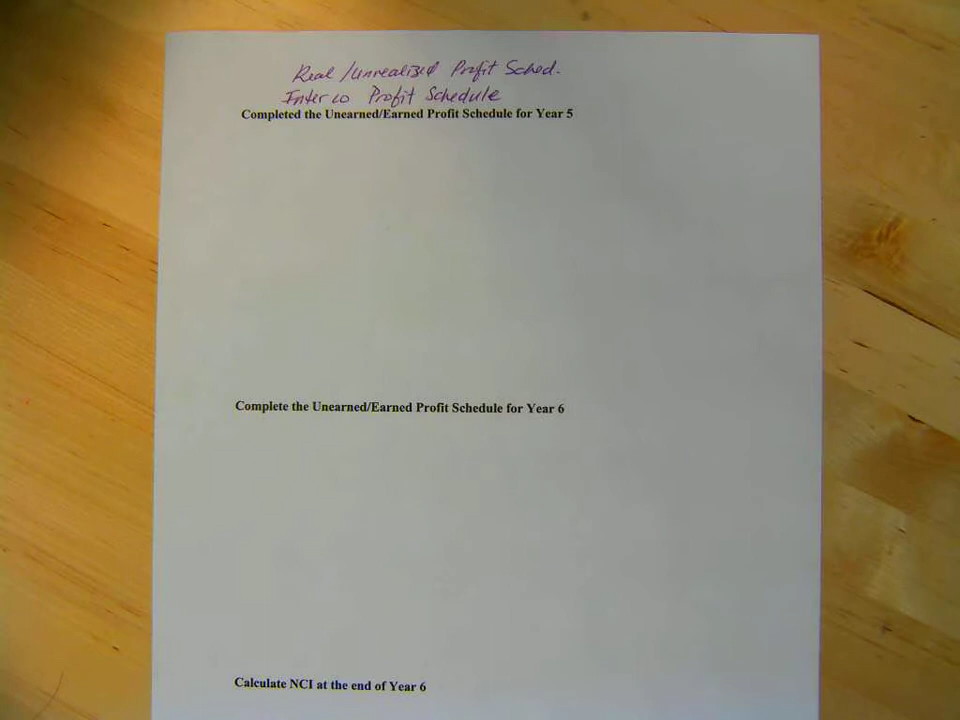 Real/Unrealized Profit Sched.
Inter co Profit Schedule
Completed the Unearned/Earned Profit Schedule for Year 5
Complete the Unearned/Earned Profit Schedule for Year 6
Calculate NCI at the end of Year 6